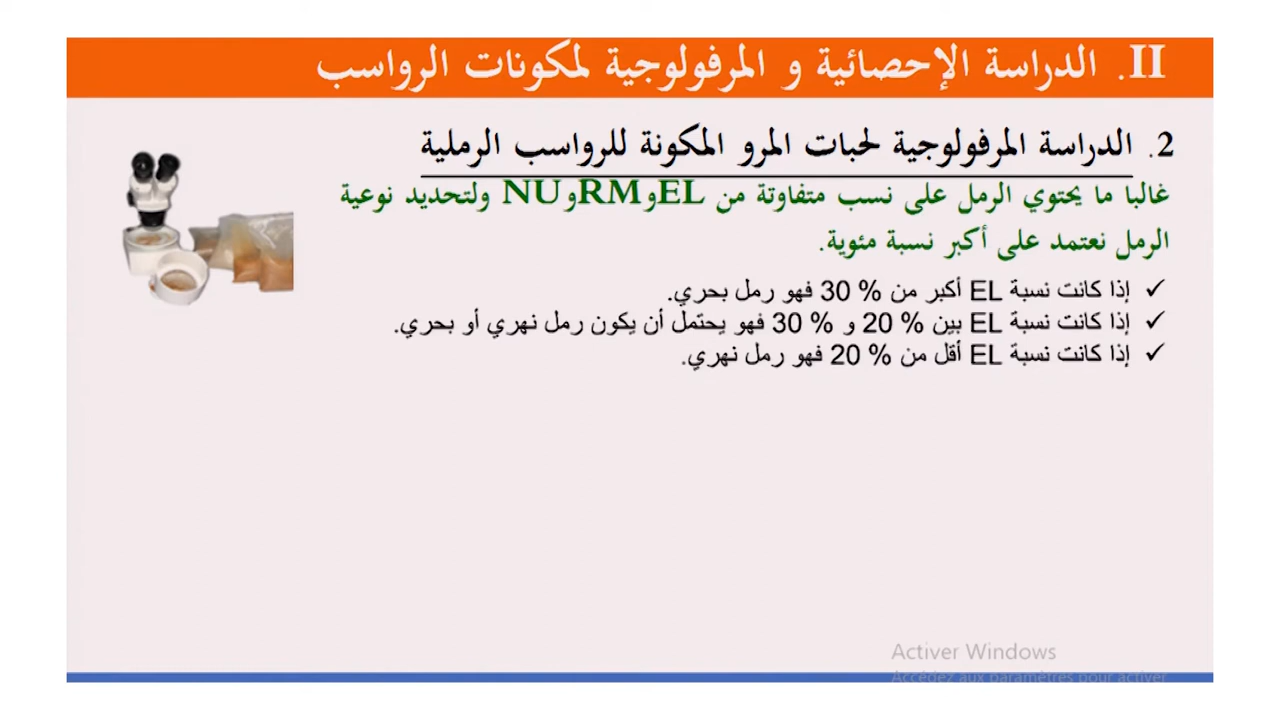 II. الدراسة الإحصائية و المرفولوجية لمكونات الرواسب
2. الدراسة المرفولوجية لحبات المرو المكونة للرواسب الرملية
غالبا ما يحتوي الرمل على نسب متفاوتة من EL وRM وNU ولتحديد نوعية
الرمل نعتمد على أكبر نسبة مئوية.
✓ إذا كانت نسبة EL أكبر من % 30 فهو رمل بحري.
✓ إذا كانت نسبة EL بين % 20 و % 30 فهو يحتمل أن يكون رمل نهري أو بحري.
✓ إذا كانت نسبة EL أقل من % 20 فهو رمل نهري.
Activer Windows
Accédez aux paramètres pour activer